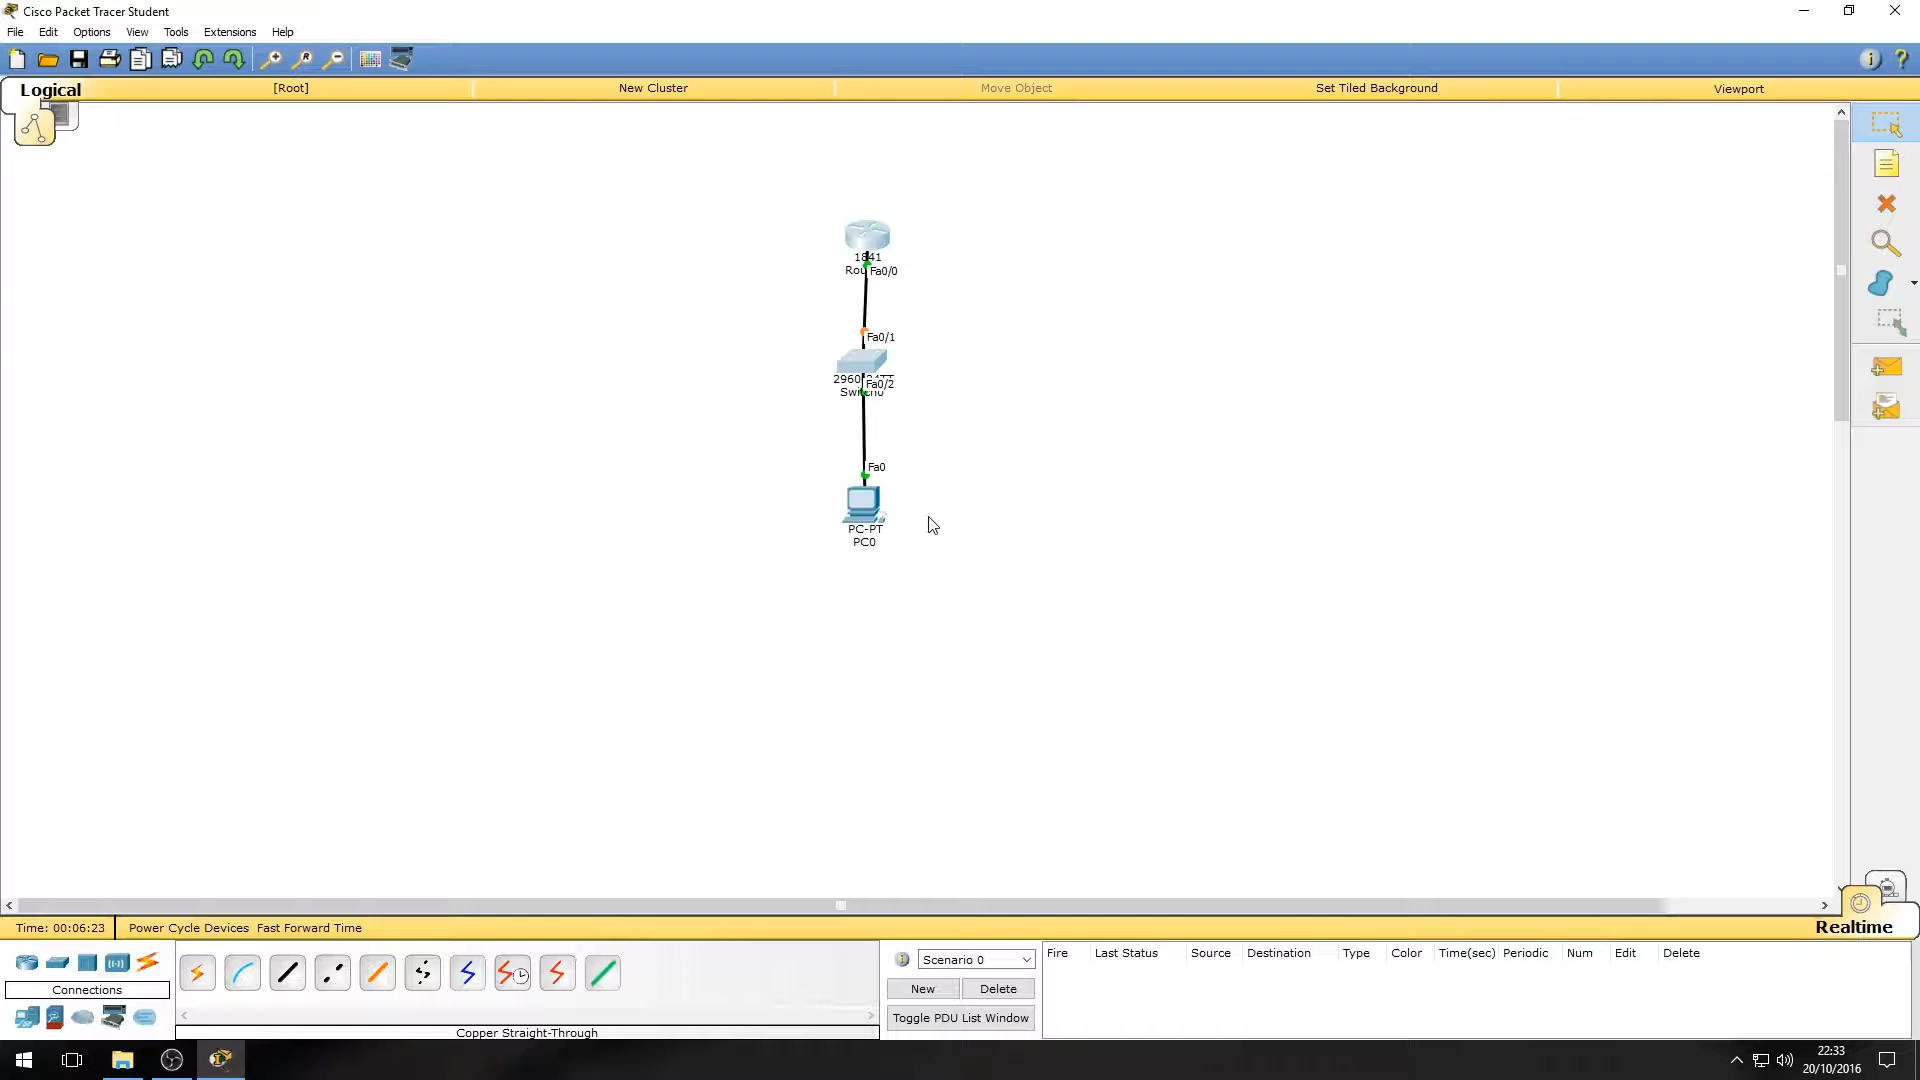 Cisco Packet Tracer Student
File Edit Options View Tools Extensions Help
Logical [Root] New Cluster Move Object Set Tiled Background Viewport
1841
Fa0/0
Fa0/1
2960
Fa0/2
Fa0
PC-PT
PC0
Time: 00:06:23 Power Cycle Devices Fast Forward Time Realtime
Scenario 0 Fire Last Status Source Destination Type Color Time(sec) Periodic Num Edit Delete
Connections New Delete
Toggle PDU List Window
Copper Straight-Through
22:33
20/10/2016